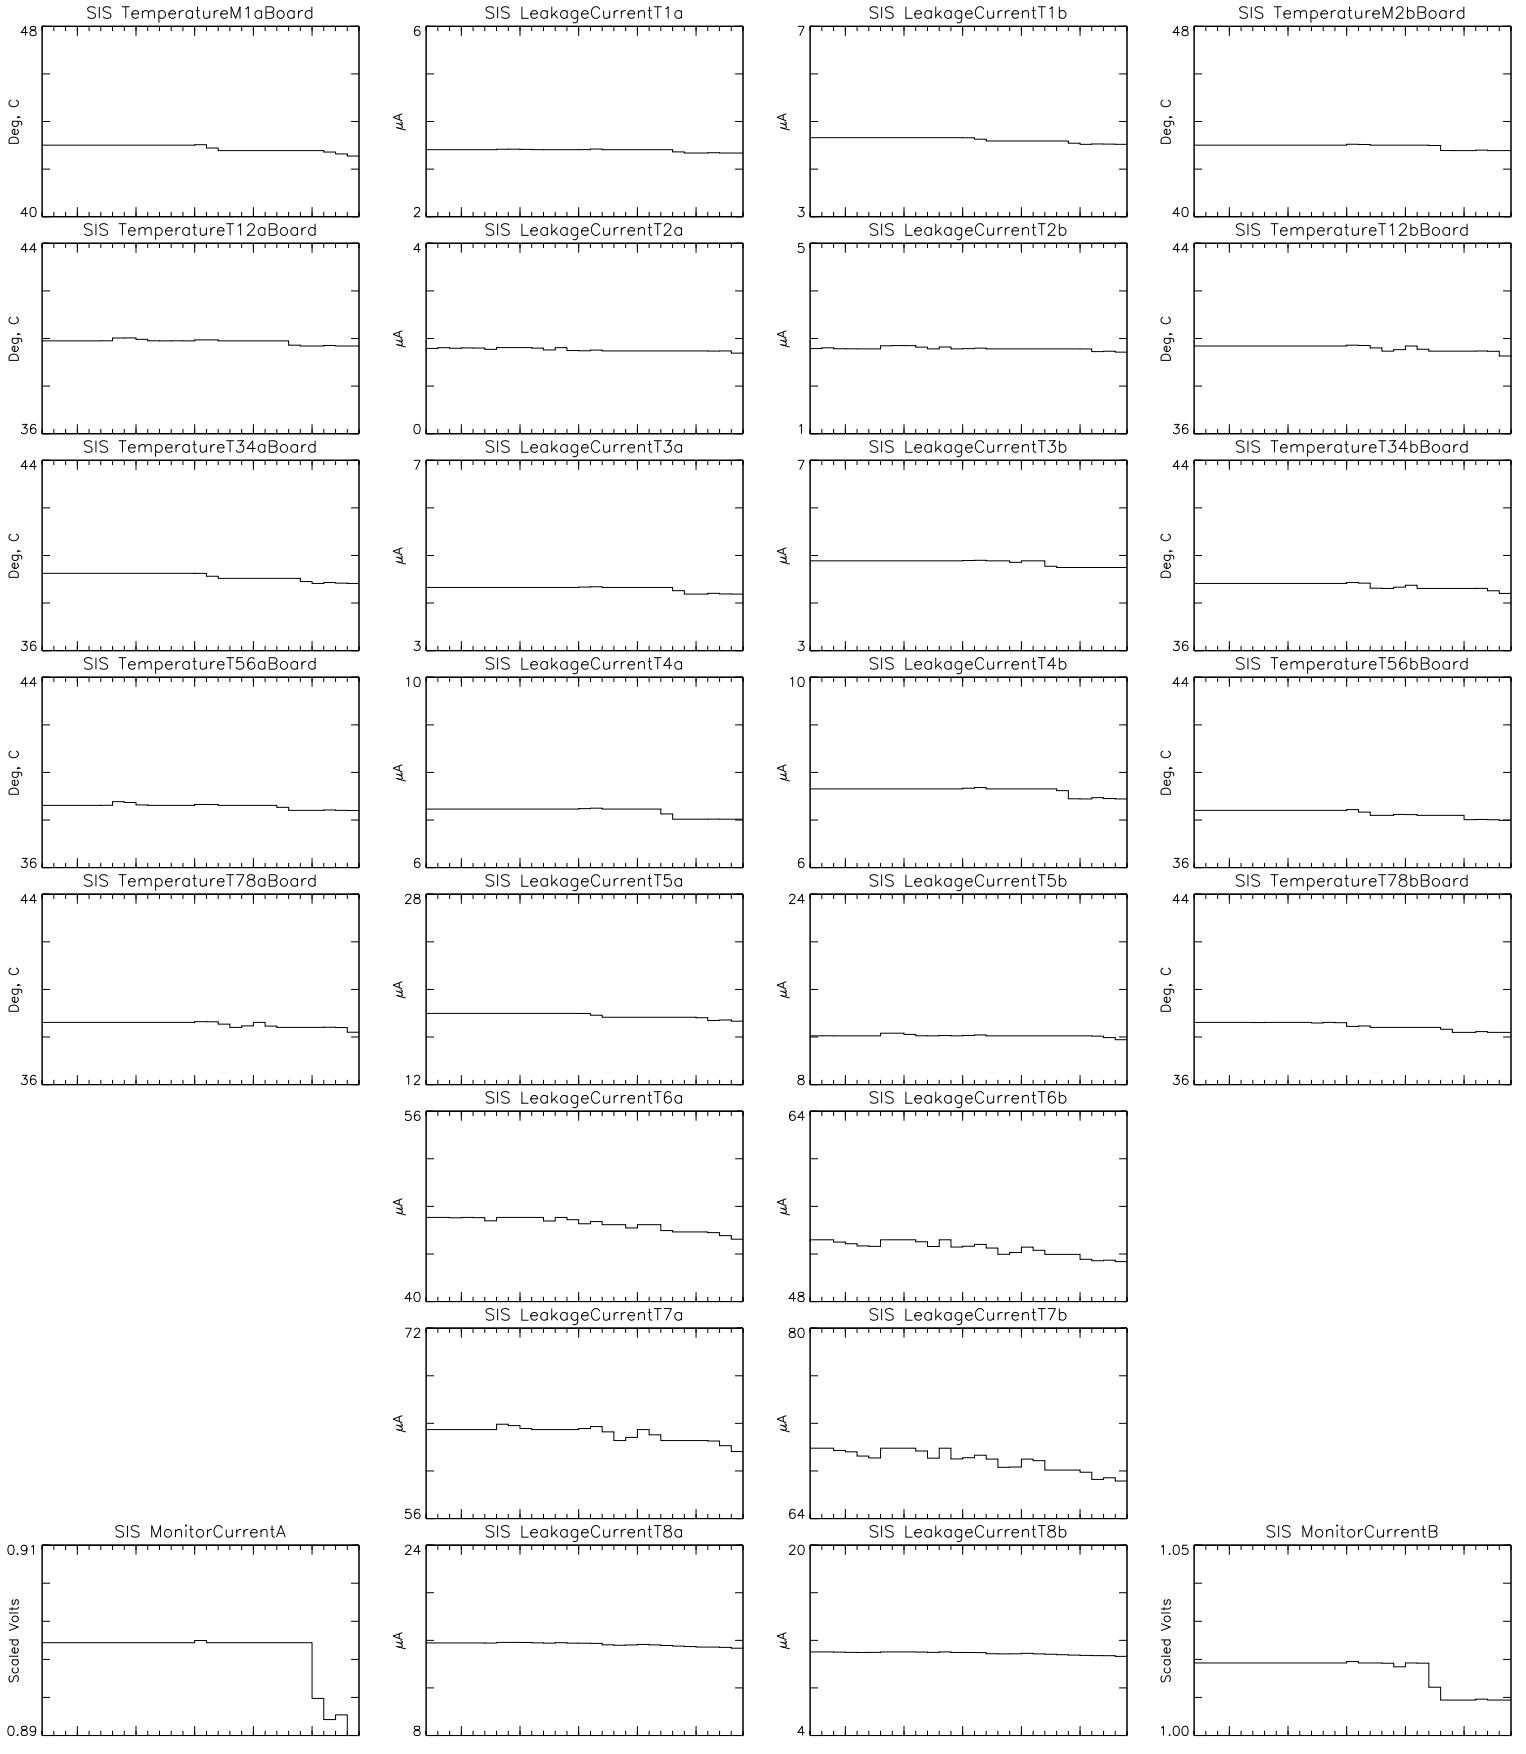 SIS TemperatureM1aBoard
48
Deg, C
40
SIS LeakageCurrentT1a
6
μA
2
SIS LeakageCurrentT1b
7
μA
3
SIS TemperatureM2bBoard
48
Deg, C
40
SIS TemperatureT12aBoard
44
Deg, C
36
SIS LeakageCurrentT2a
4
μA
0
SIS LeakageCurrentT2b
5
μA
1
SIS TemperatureT12bBoard
44
Deg, C
36
SIS TemperatureT34aBoard
44
Deg, C
36
SIS LeakageCurrentT3a
7
μA
3
SIS LeakageCurrentT3b
7
μA
3
SIS TemperatureT34bBoard
44
Deg, C
36
SIS TemperatureT56aBoard
44
Deg, C
36
SIS LeakageCurrentT4a
10
μA
6
SIS LeakageCurrentT4b
10
μA
6
SIS TemperatureT56bBoard
44
Deg, C
36
SIS TemperatureT78aBoard
44
Deg, C
36
SIS LeakageCurrentT5a
28
μA
12
SIS LeakageCurrentT5b
24
μA
8
SIS TemperatureT78bBoard
44
Deg, C
36
SIS LeakageCurrentT6a
56
μA
40
SIS LeakageCurrentT6b
64
μA
48
SIS LeakageCurrentT7a
72
μA
56
SIS LeakageCurrentT7b
80
μA
64
SIS MonitorCurrentA
0.91
Scaled Volts
0.89
SIS LeakageCurrentT8a
24
μA
8
SIS LeakageCurrentT8b
20
μA
4
SIS MonitorCurrentB
1.05
Scaled Volts
1.00